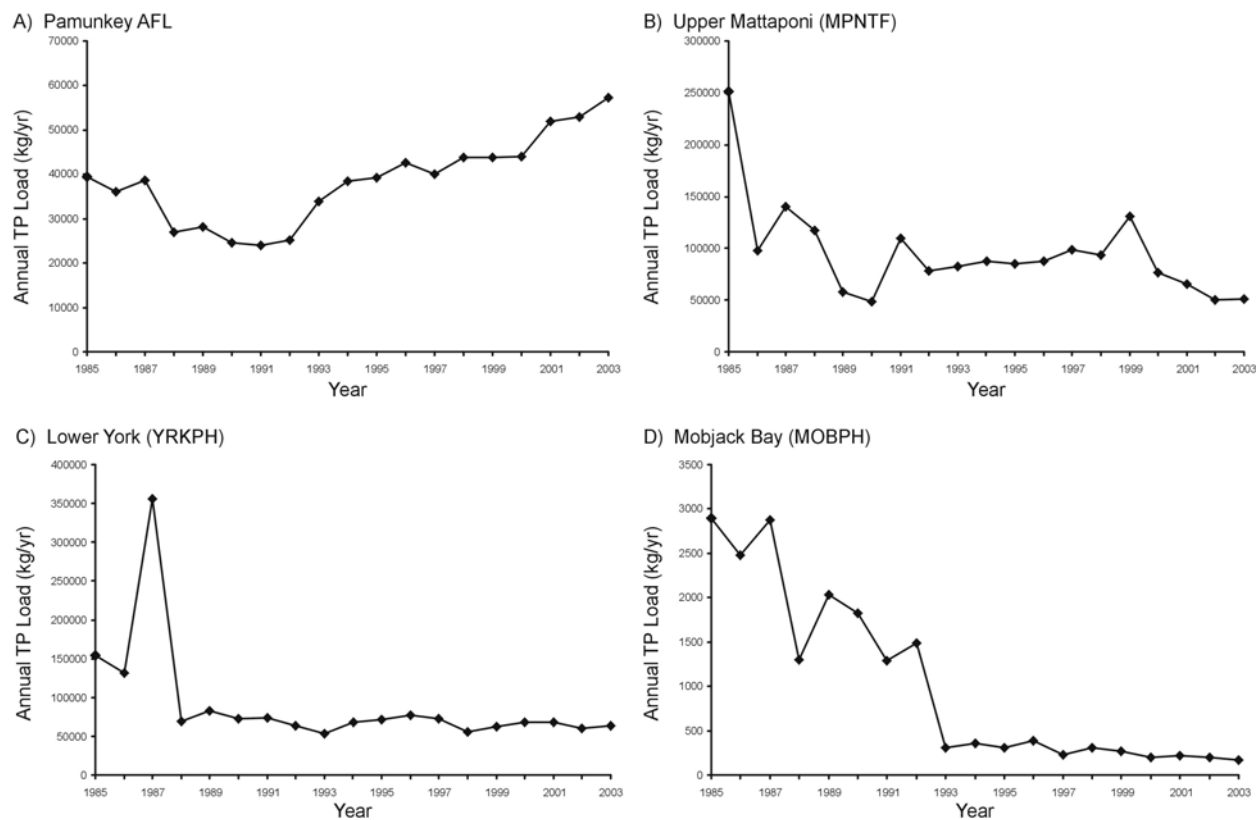 A) Pamunkey AFL
70000
60000
50000
40000
30000
20000
10000
0
Annual TP Load (kg/yr)
1985 1987 1989 1991 1993 1995 1997 1999 2001 2003
Year
B) Upper Mattaponi (MPNTF)
300000
250000
200000
150000
100000
50000
0
Annual TP Load (kg/yr)
1985 1987 1989 1991 1993 1995 1997 1999 2001 2003
Year
C) Lower York (YRKPH)
400000
350000
300000
250000
200000
150000
100000
50000
0
Annual TP Load (kg/yr)
1985 1987 1989 1991 1993 1995 1997 1999 2001 2003
Year
D) Mobjack Bay (MOBPH)
3500
3000
2500
2000
1500
1000
500
0
Annual TP Load (kg/yr)
1985 1987 1989 1991 1993 1995 1997 1999 2001 2003
Year